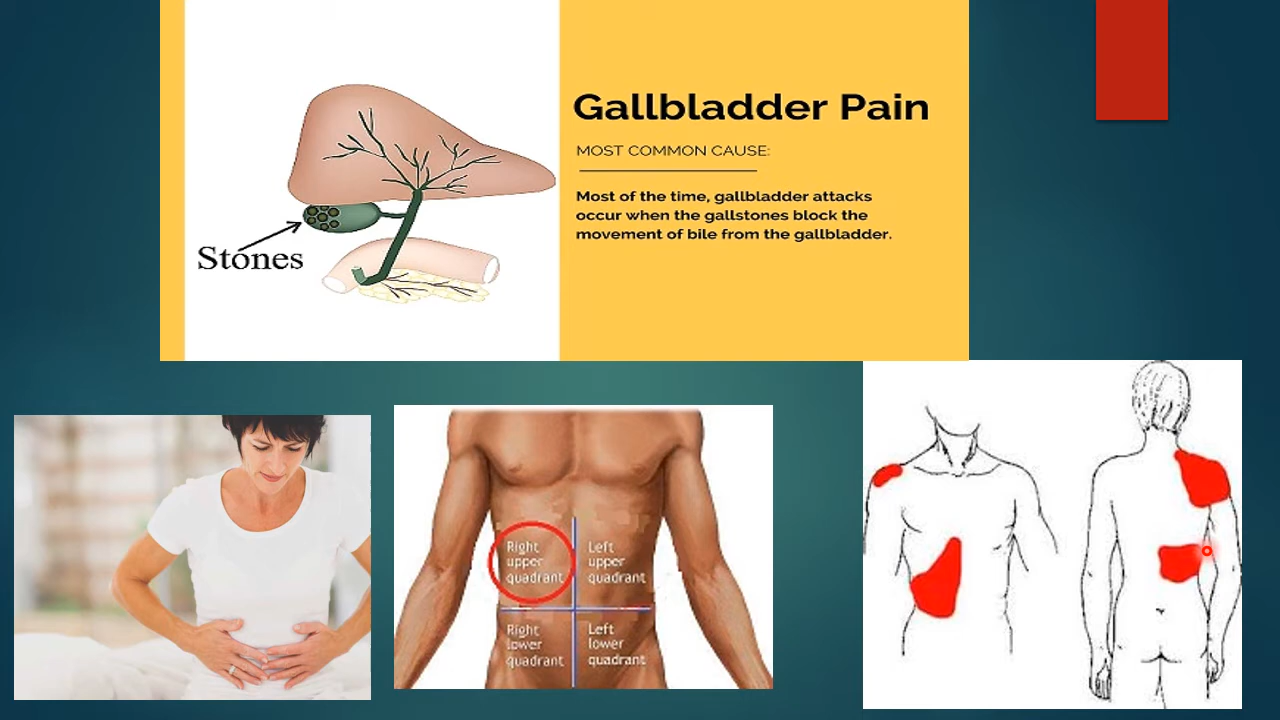 Gallbladder Pain
MOST COMMON CAUSE:
Most of the time, gallbladder attacks
occur when the gallstones block the
movement of bile from the gallbladder.
Stones
Right
upper
quadrant
Left
upper
quadrant
Right
lower
quadrant
Left
lower
quadrant